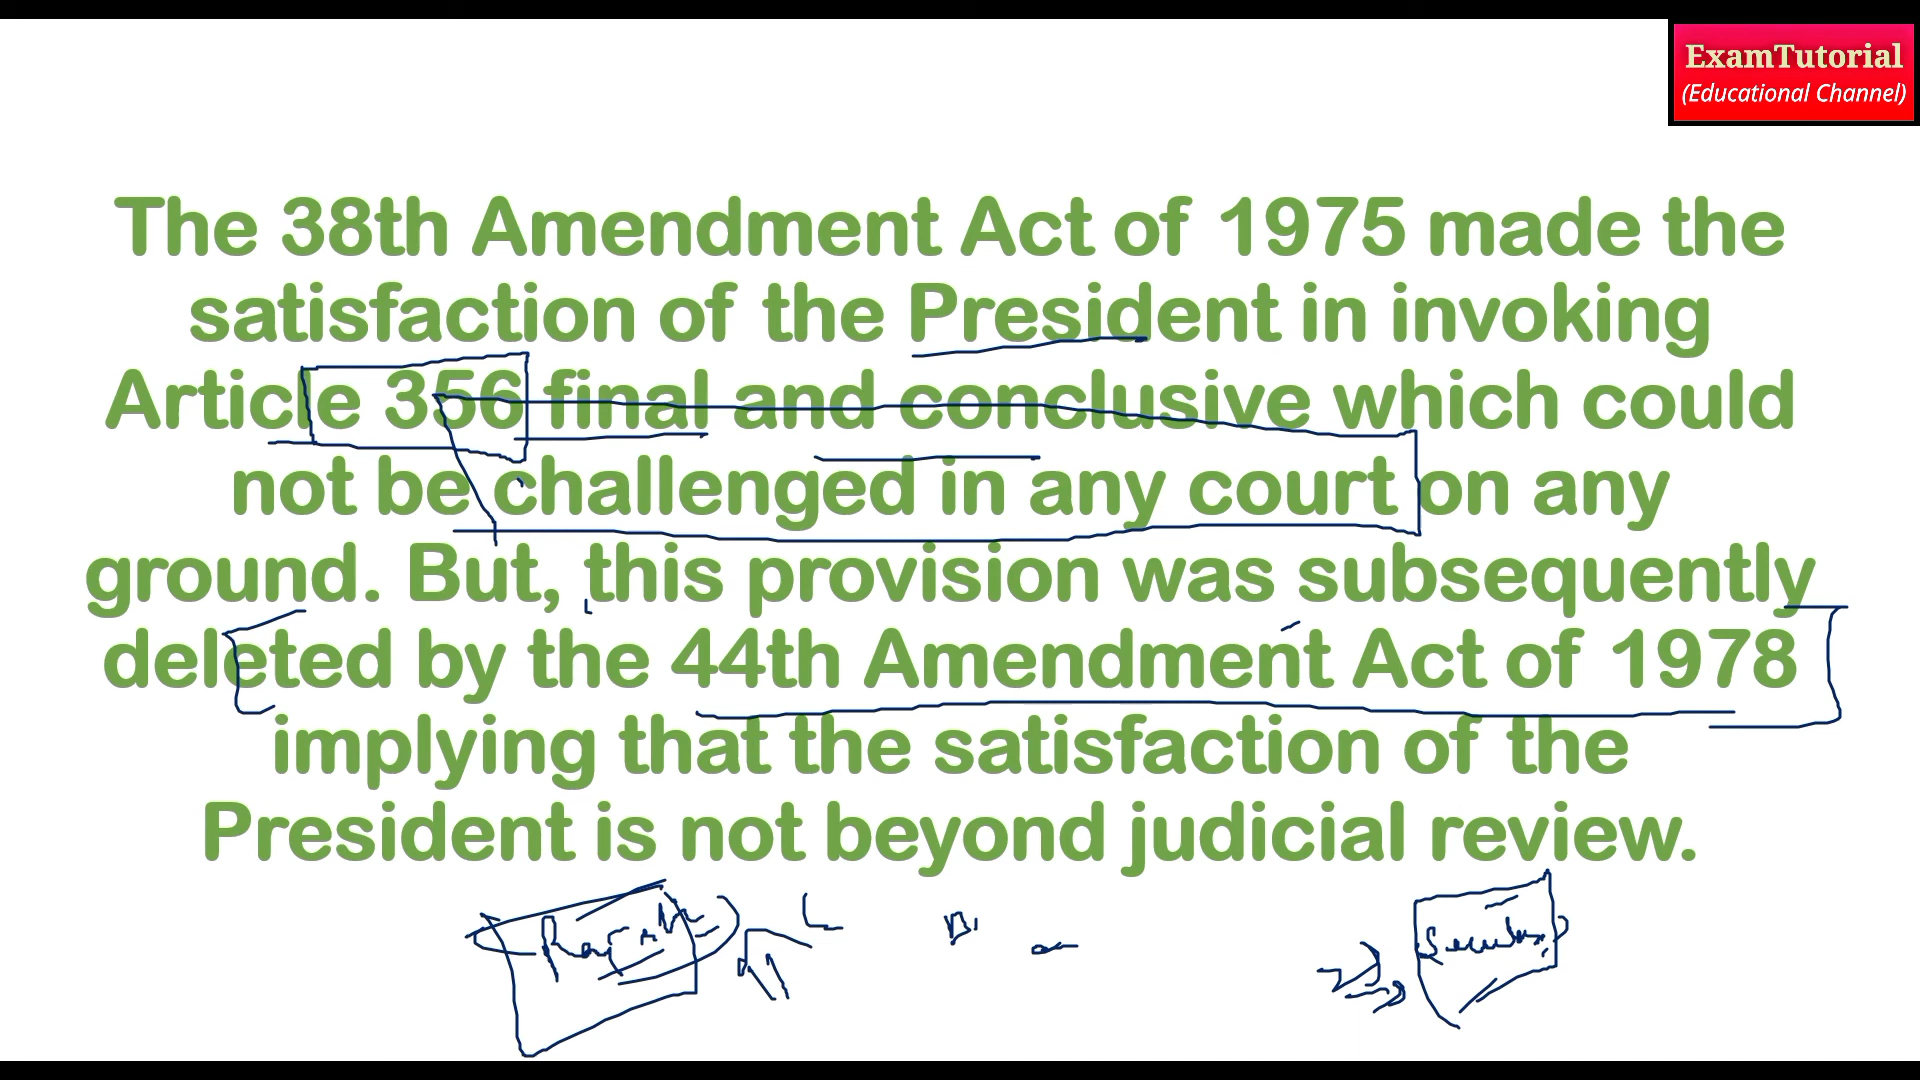 ExamTutorial
(Educational Channel)
The 38th Amendment Act of 1975 made the
satisfaction of the President in invoking
Article 356 final and conclusive which could
not be challenged in any court on any
ground. But, this provision was subsequently
deleted by the 44th Amendment Act of 1978
implying that the satisfaction of the
President is not beyond judicial review.